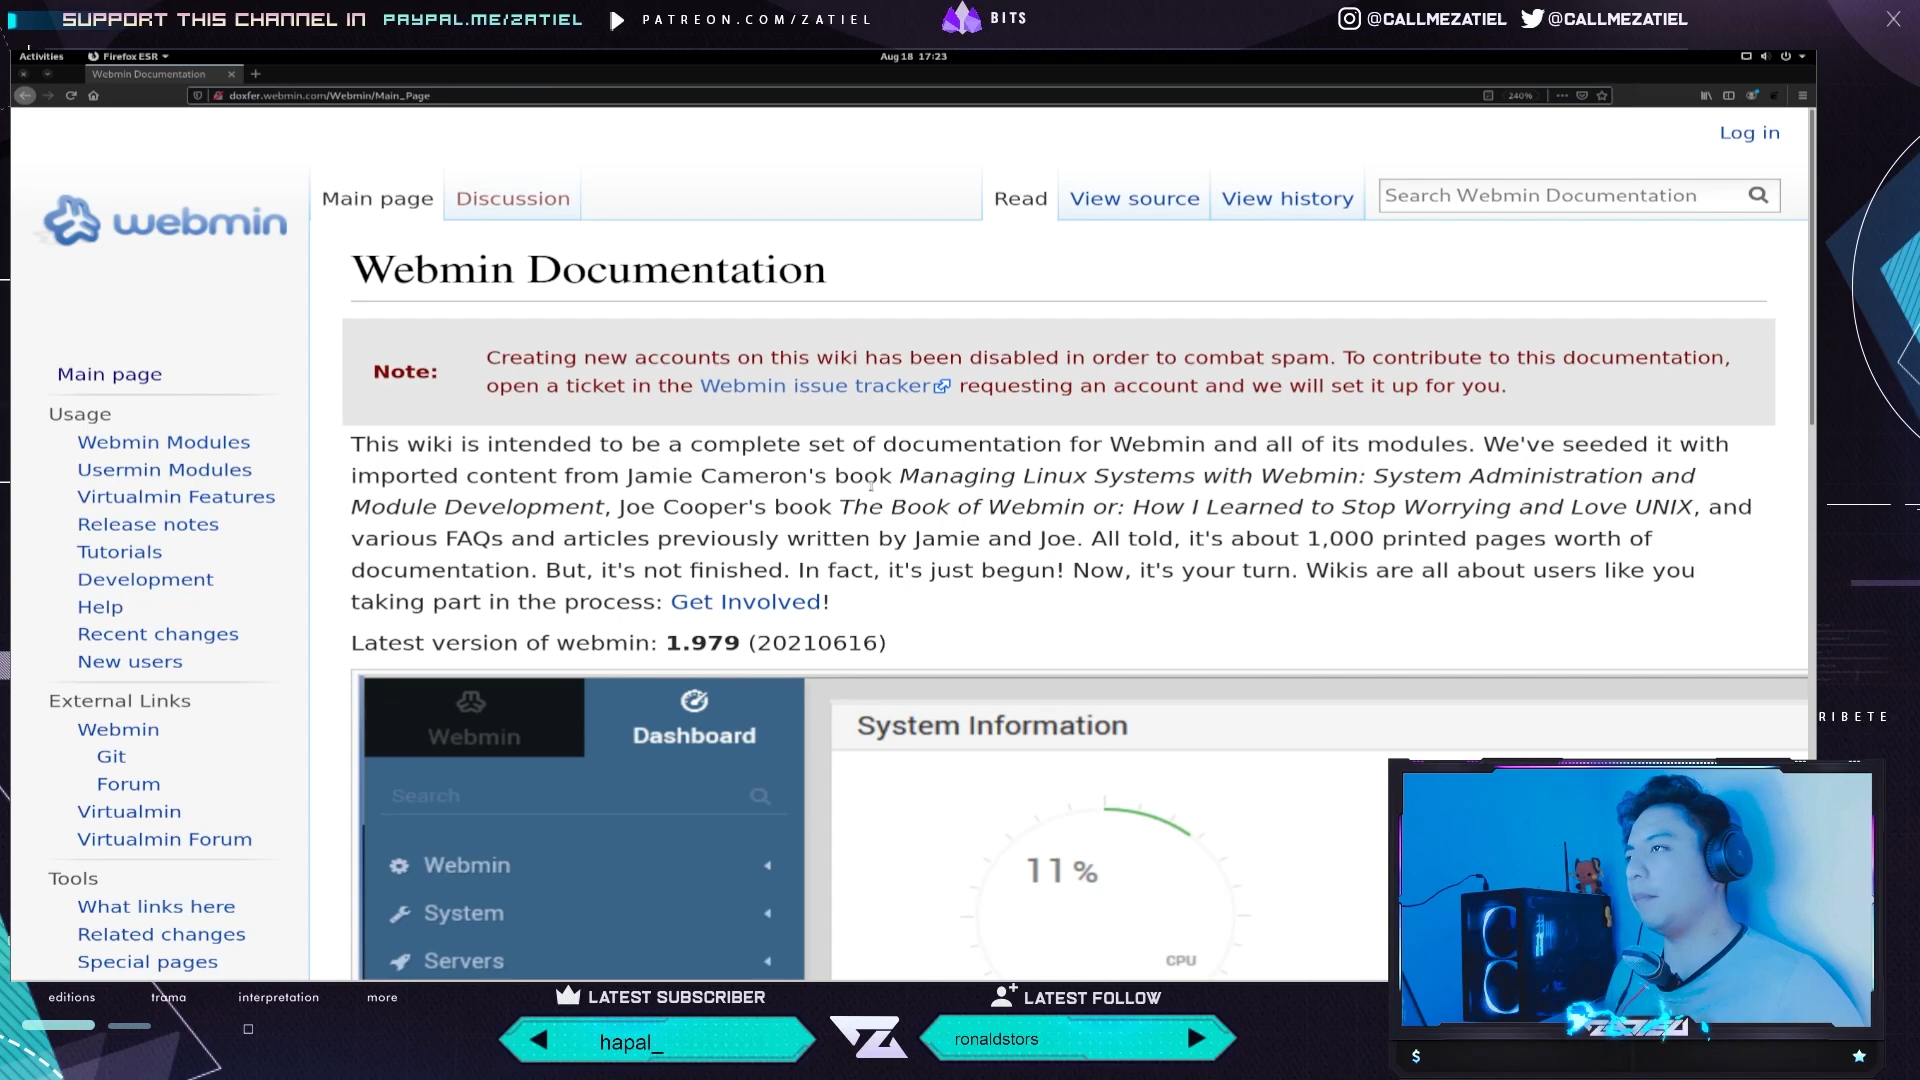 SUPPORT THIS CHANNEL IN PAYPAL.ME/ZATIEL PATREON.COM/ZATIEL BITS @CALLMEZATIEL @CALLMEZATIEL
Activities Firefox ESR Aug 18 17:23
Webmin Documentation
doxfer.webmin.com/Webmin/Main_Page 240%
Log in
Main page Discussion Read View source View history Search Webmin Documentation
webmin
Webmin Documentation
Note: Creating new accounts on this wiki has been disabled in order to combat spam. To contribute to this documentation,
open a ticket in the Webmin issue tracker requesting an account and we will set it up for you.
This wiki is intended to be a complete set of documentation for Webmin and all of its modules. We've seeded it with
imported content from Jamie Cameron's book Managing Linux Systems with Webmin: System Administration and
Module Development, Joe Cooper's book The Book of Webmin or: How I Learned to Stop Worrying and Love UNIX, and
various FAQs and articles previously written by Jamie and Joe. All told, it's about 1,000 printed pages worth of
documentation. But, it's not finished. In fact, it's just begun! Now, it's your turn. Wikis are all about users like you
taking part in the process: Get Involved!
Latest version of webmin: 1.979 (20210616)
Main page
Usage
Webmin Modules
Usermin Modules
Virtualmin Features
Release notes
Tutorials
Development
Help
Recent changes
New users
External Links
Webmin
Git
Forum
Virtualmin
Virtualmin Forum
Tools
What links here
Related changes
Special pages
Webmin
Dashboard
Search
Webmin
System
Servers
System Information
11%
CPU
RIBETE
editions trama interpretation more
LATEST SUBSCRIBER
hapal_
LATEST FOLLOW
ronaldstors
$